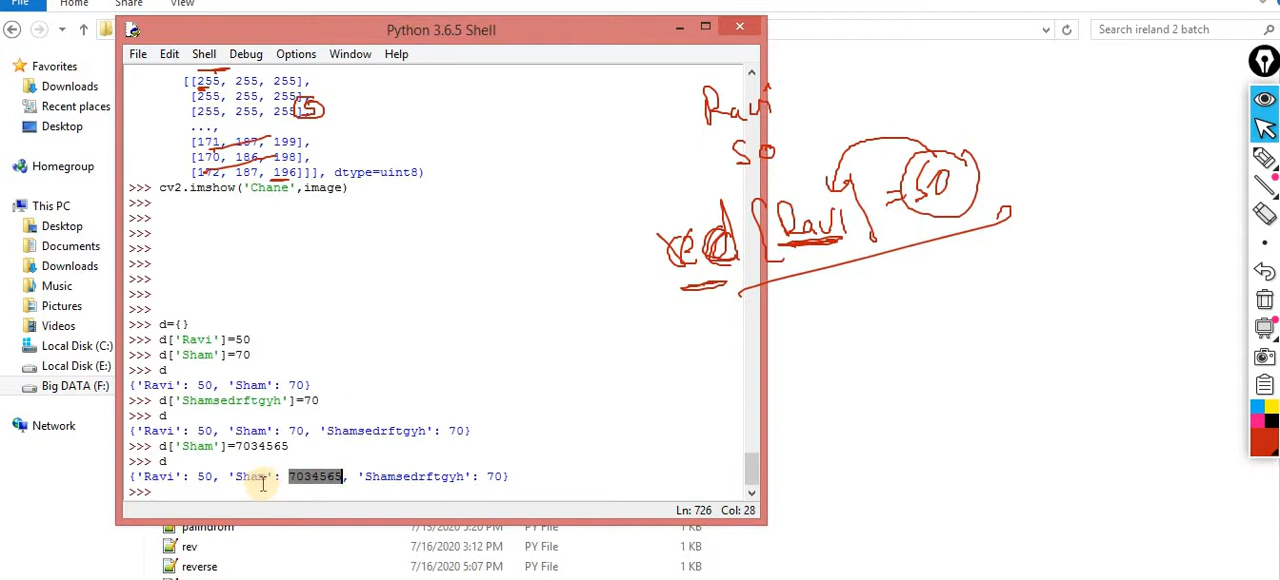 File Home Share View
Search ireland 2 batch
Python 3.6.5 Shell
File Edit Shell Debug Options Window Help
Favorites
Downloads
Recent places
Desktop
Homegroup
This PC
Desktop
Documents
Downloads
Music
Pictures
Videos
Local Disk (C:)
Local Disk (E:)
Big DATA (F:)
Network
[[255, 255, 255],
[255, 255, 255],
[255, 255, 255],
...,
[171, 187, 199],
[170, 186, 198],
[172, 187, 196]]], dtype=uint8)
>>> cv2.imshow('Chane',image)
>>>
>>>
>>>
>>>
>>>
>>>
>>>
>>>
>>> d={}
>>> d['Ravi']=50
>>> d['Sham']=70
>>> d
{'Ravi': 50, 'Sham': 70}
>>> d['Shamsedrftgyh']=70
>>> d
{'Ravi': 50, 'Sham': 70, 'Shamsedrftgyh': 70}
>>> d['Sham']=7034565
>>> d
{'Ravi': 50, 'Sham': 7034565, 'Shamsedrftgyh': 70}
>>>
Ln: 726 Col: 28
Ravi
50
[Ravi] = 50
palindrom 7/15/2020 5:20 PM PY File 1 KB
rev 7/16/2020 3:12 PM PY File 1 KB
reverse 7/16/2020 5:07 PM PY File 1 KB